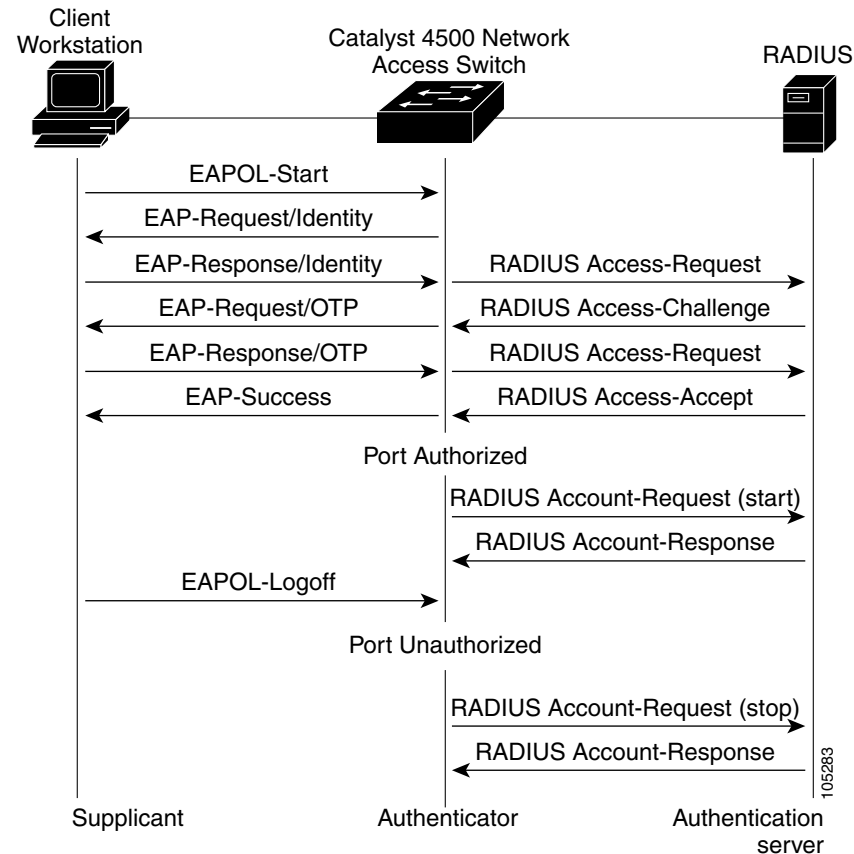 Client
Workstation
Catalyst 4500 Network
Access Switch
RADIUS
EAPOL-Start
EAP-Request/Identity
EAP-Response/Identity
RADIUS Access-Request
EAP-Request/OTP
RADIUS Access-Challenge
EAP-Response/OTP
RADIUS Access-Request
EAP-Success
RADIUS Access-Accept
Port Authorized
RADIUS Account-Request (start)
RADIUS Account-Response
EAPOL-Logoff
Port Unauthorized
RADIUS Account-Request (stop)
RADIUS Account-Response
105283
Supplicant
Authenticator
Authentication
server